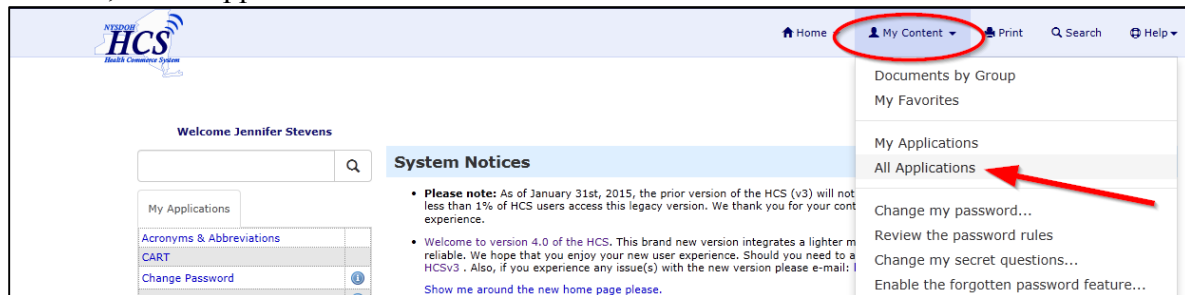 NYSDOH
HCS
Health Commerce System
Home
My Content
Print
Search
Help
Documents by Group
My Favorites
My Applications
All Applications
Change my password...
Review the password rules
Change my secret questions...
Enable the forgotten password feature...
Welcome Jennifer Stevens
My Applications
Acronyms & Abbreviations
CART
Change Password
System Notices
• Please note: As of January 31st, 2015, the prior version of the HCS (v3) will not
less than 1% of HCS users access this legacy version. We thank you for your cont
experience.
• Welcome to version 4.0 of the HCS. This brand new version integrates a lighter m
reliable. We hope that you enjoy your new user experience. Should you need to a
HCSv3 . Also, if you experience any issue(s) with the new version please e-mail:
Show me around the new home page please.